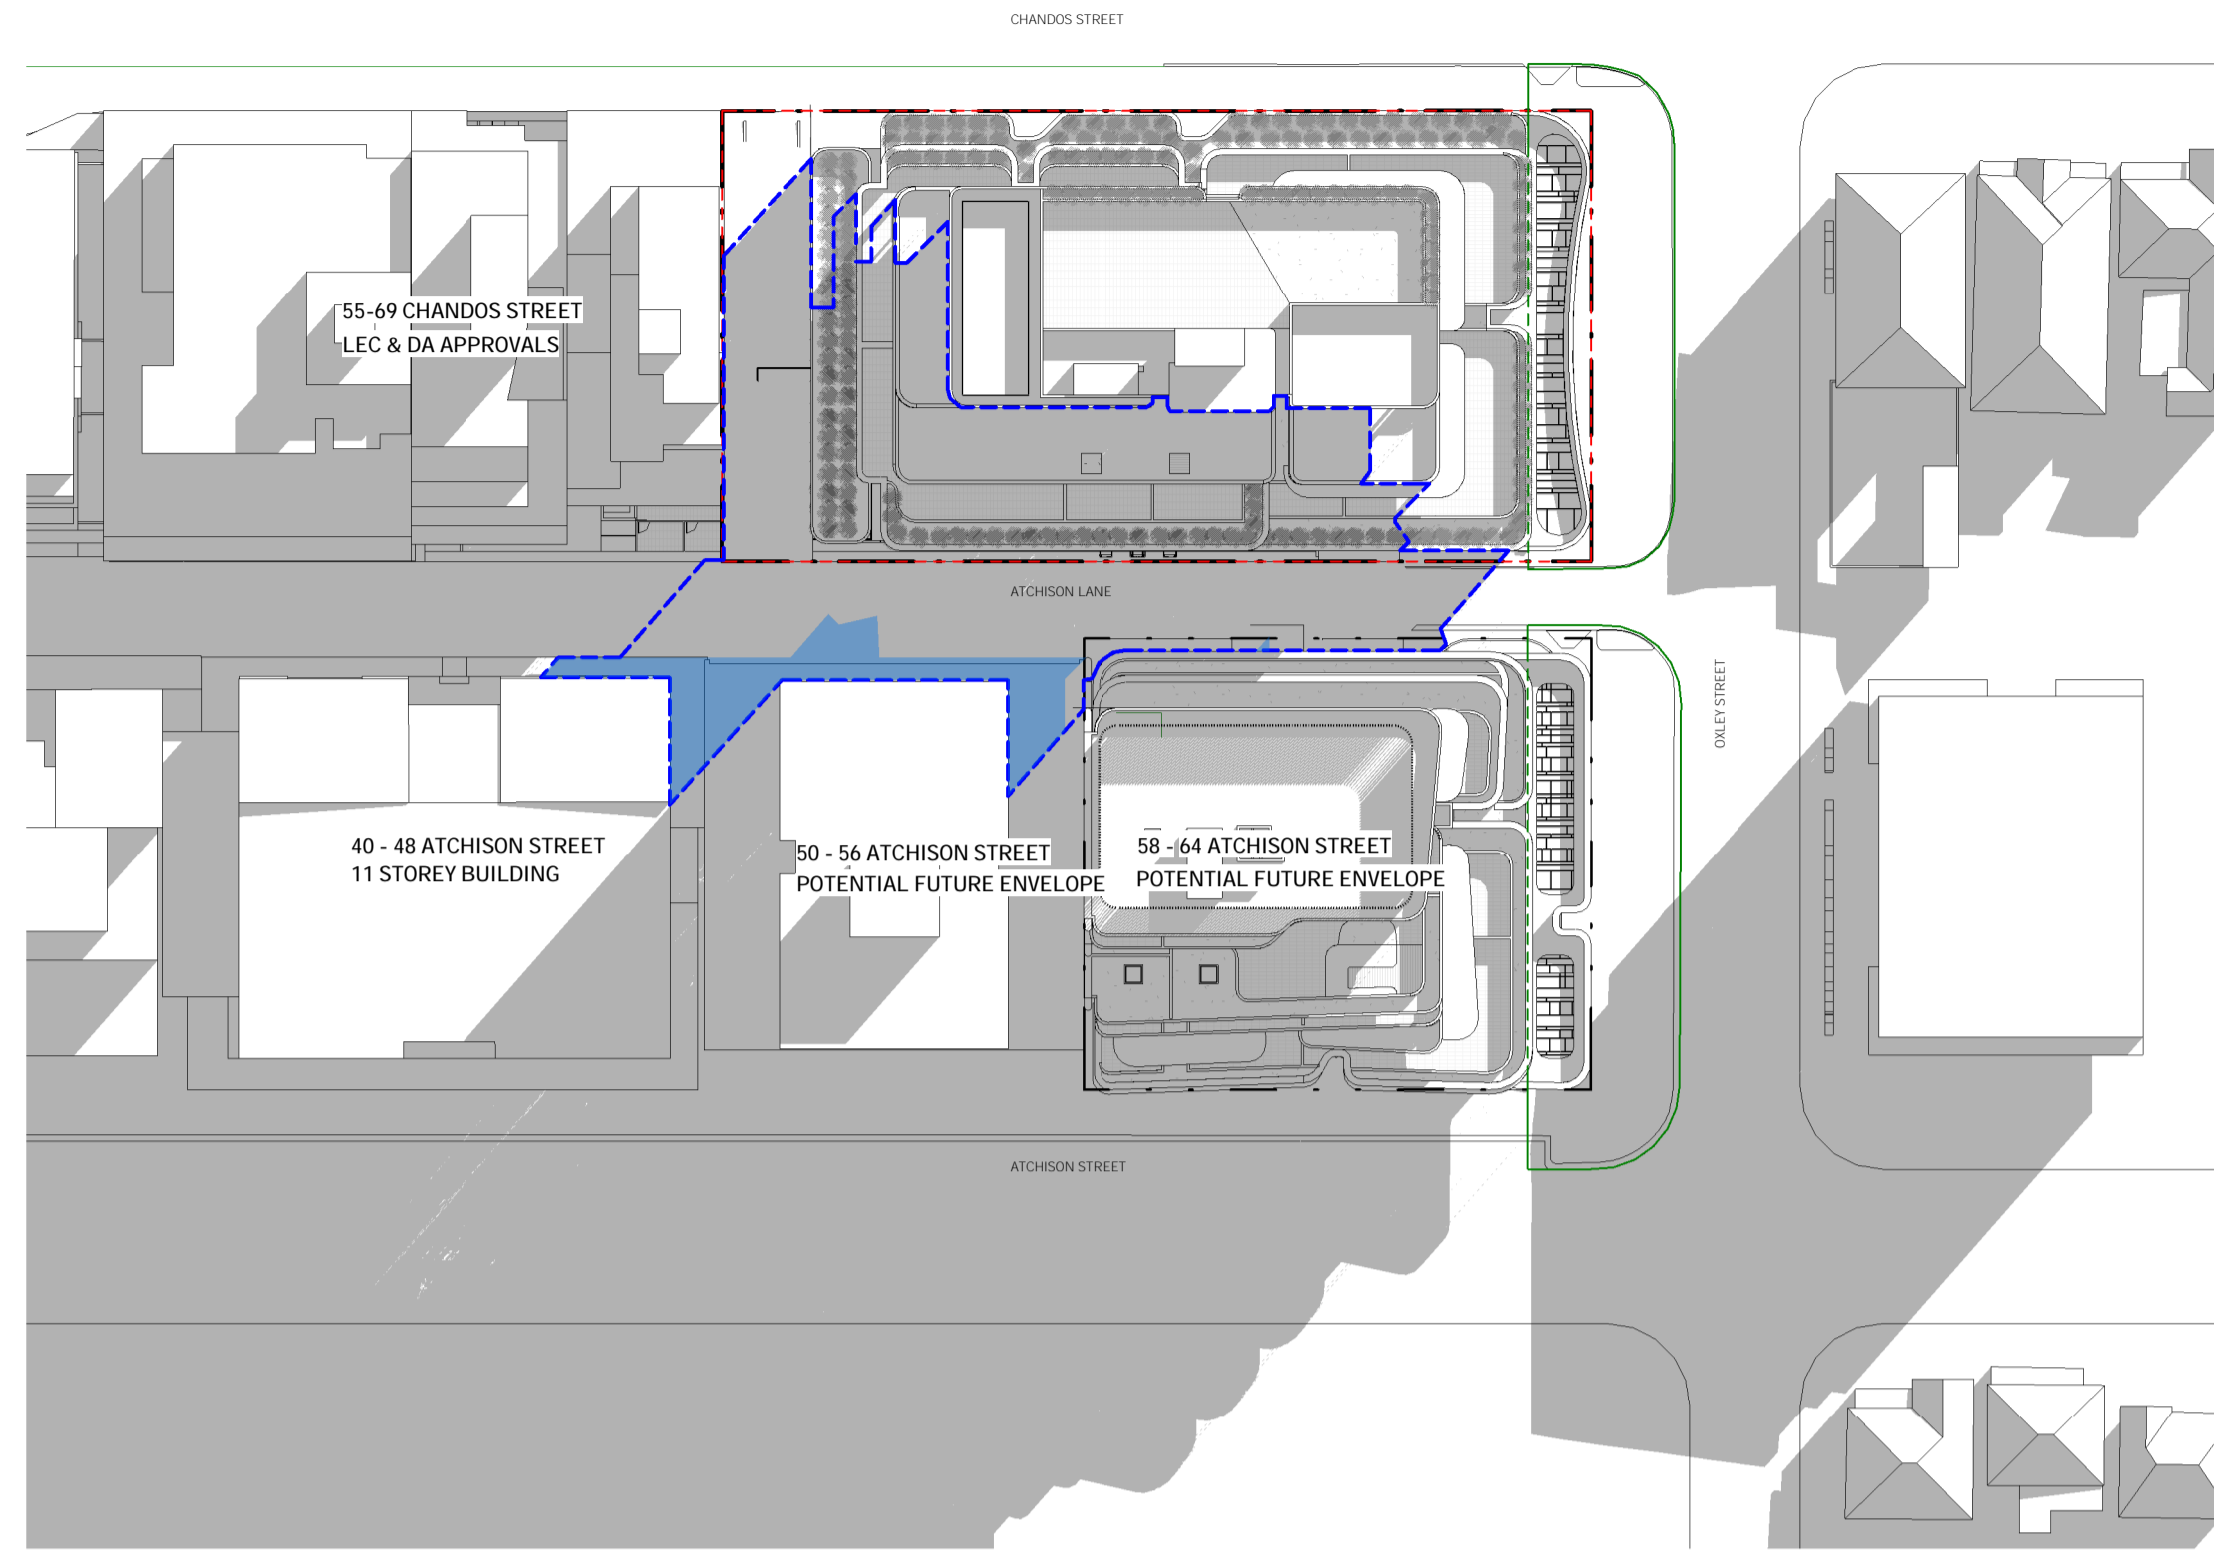 CHANDOS STREET
55-69 CHANDOS STREET
LEC & DA APPROVALS
ATCHISON LANE
OXLEY STREET
40 - 48 ATCHISON STREET
11 STOREY BUILDING
50 - 56 ATCHISON STREET
POTENTIAL FUTURE ENVELOPE
58 - 64 ATCHISON STREET
POTENTIAL FUTURE ENVELOPE
ATCHISON STREET